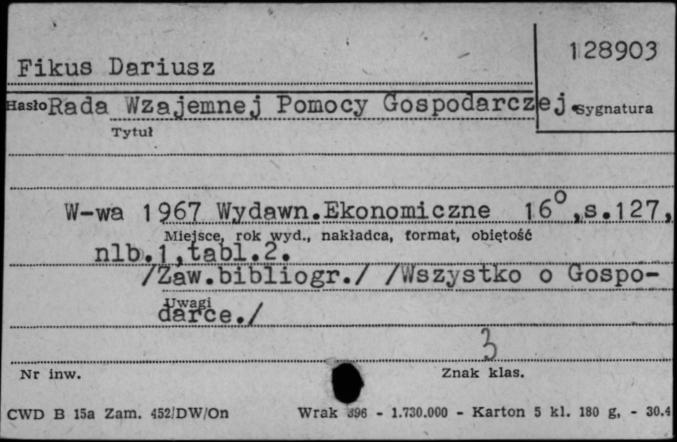 128903
Fikus Dariusz
Hasło Rada Wzajemnej Pomocy Gospodarczej. Sygnatura
Tytuł
W-wa 1967 Wydawn.Ekonomiczne 16°,s.127,
Miejsce, rok wyd., nakładca, format, objętość
nlb.1,tabl.2.
/Zaw.bibliogr./ /Wszystko o Gospo-
Uwagi
darce./
3
Nr inw. Znak klas.
CWD B 15a Zam. 452/DW/On Wrak 396 - 1.730.000 - Karton 5 kl. 180 g, - 30.4